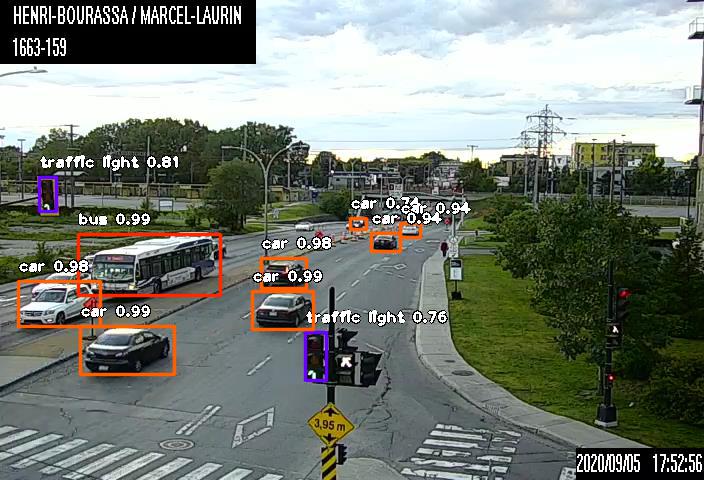 HENRI-BOURASSA / MARCEL-LAURIN
1663-159
traffic light 0.81
bus 0.99
car 0.74
car 0.94
car 0.94
car 0.98
car 0.98
car 0.99
car 0.99
traffic light 0.76
3,95 m
2020/09/05 17:52:56